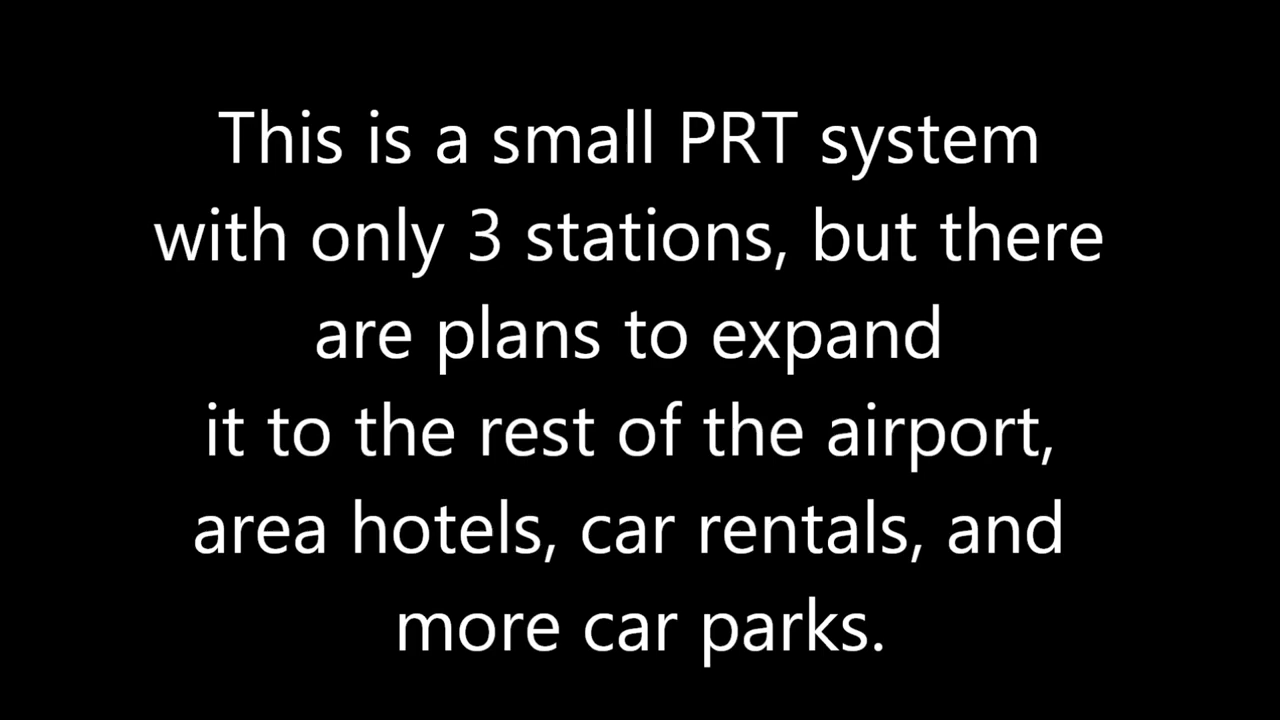 This is a small PRT system
with only 3 stations, but there
are plans to expand
it to the rest of the airport,
area hotels, car rentals, and
more car parks.